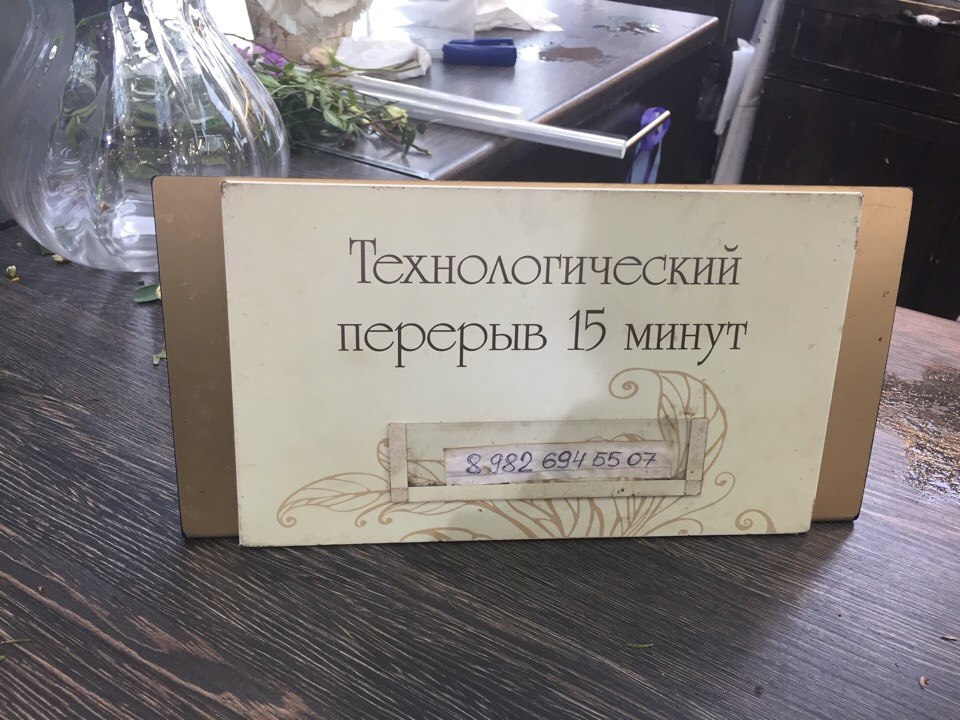 Технологический
перерыв 15 минут
8 982 694 55 07